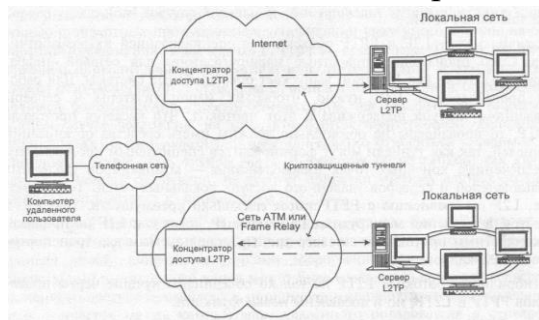 Internet
Локальная сеть
Концентратор
доступа L2TP
Сервер
L2TP
Телефонная сеть
Криптозащищенные туннели
Компьютер
удаленного
пользователя
Локальная сеть
Сеть ATM или
Frame Relay
Концентратор
доступа L2TP
Сервер
L2TP